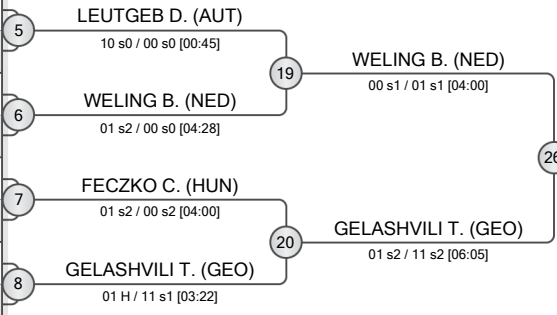 5
LEUTGEB D. (AUT)
10 s0 / 00 s0 [00:45]
19
WELING B. (NED)
00 s1 / 01 s1 [04:00]
6
WELING B. (NED)
01 s2 / 00 s0 [04:28]
26
7
FECZKO C. (HUN)
01 s2 / 00 s2 [04:00]
20
GELASHVILI T. (GEO)
01 s2 / 11 s2 [06:05]
8
GELASHVILI T. (GEO)
01 H / 11 s1 [03:22]